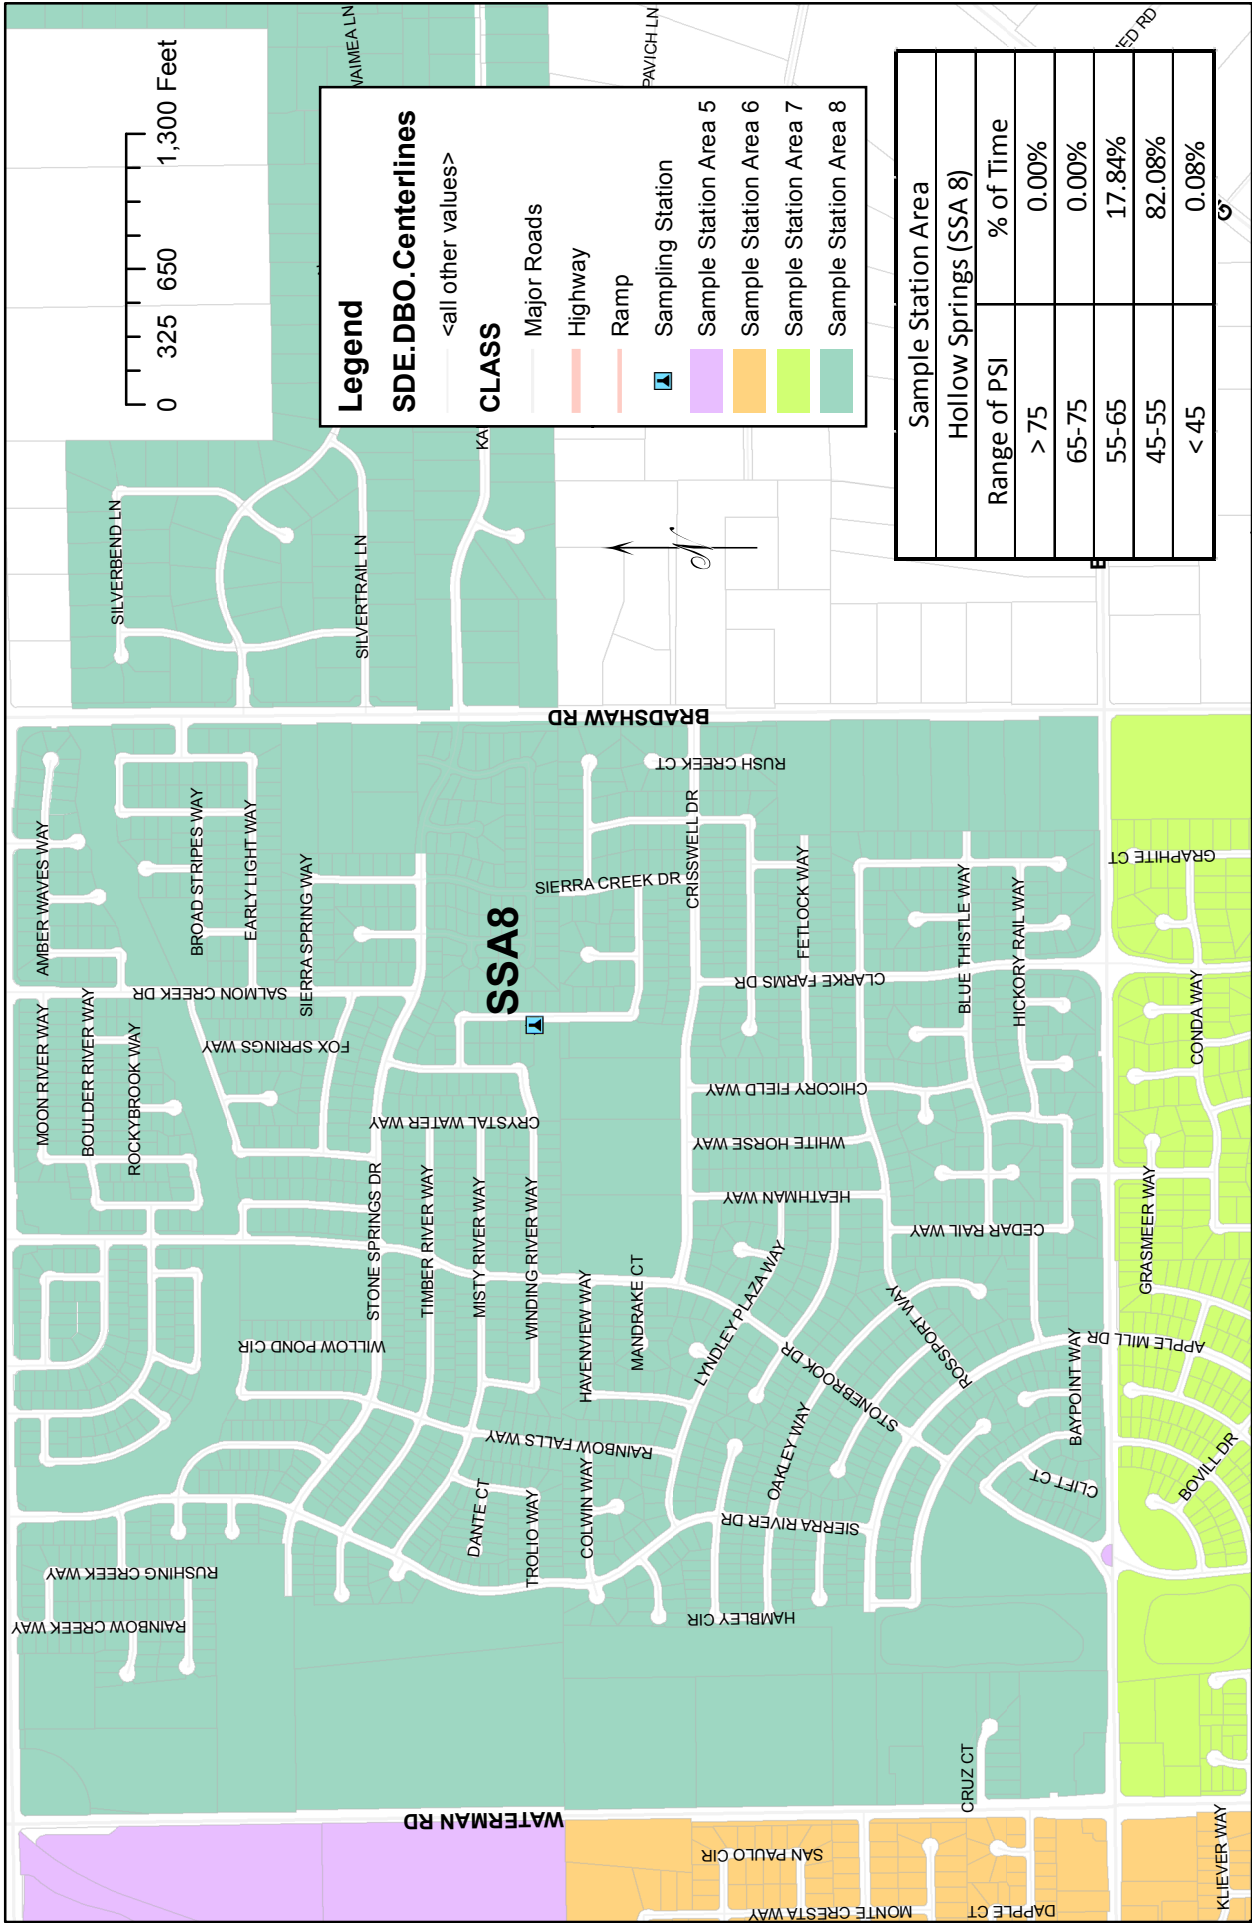 0 325 650 1,300 Feet
Legend
SDE.DBO.Centerlines
<all other values>
CLASS
Major Roads
Highway
Ramp
Sampling Station
Sample Station Area 5
Sample Station Area 6
Sample Station Area 7
Sample Station Area 8
Sample Station Area
Hollow Springs (SSA 8)
Range of PSI % of Time
> 75 0.00%
65-75 0.00%
55-65 17.84%
45-55 82.08%
< 45 0.08%
SSA8
WATERMAN RD
BRADSHAW RD
SILVERBEND LN
SILVERTRAIL LN
PAVICH LN
AMBER WAVES WAY
BROAD STRIPES WAY
EARLY LIGHT WAY
SIERRA SPRING WAY
SALMON CREEK DR
MOON RIVER WAY
BOULDER RIVER WAY
ROCKYBROOK WAY
FOX SPRINGS WAY
CRYSTAL WATER WAY
STONE SPRINGS DR
TIMBER RIVER WAY
MISTY RIVER WAY
WINDING RIVER WAY
WILLOW POND CIR
RAINBOW FALLS WAY
RUSHING CREEK WAY
RAINBOW CREEK WAY
DANTE CT
TROLIO WAY
COLWIN WAY
HAVENVIEW WAY
MANDRAKE CT
LYNDLEY PLAZA WAY
STONEBROOK DR
OAKLEY WAY
SIERRA RIVER DR
HAMBLEY CIR
ROSSPORT WAY
HEATHMAN WAY
WHITE HORSE WAY
CHICORY FIELD WAY
CLARKE FARMS DR
CRISSWELL DR
SIERRA CREEK DR
RUSH CREEK CT
FETLOCK WAY
BLUE THISTLE WAY
HICKORY RAIL WAY
CEDAR RAIL WAY
BAYPOINT WAY
CLIFT CT
APPLE MILL DR
GRASMEER WAY
BOVILL DR
CONDA WAY
GRAPHITE CT
CRUZ CT
SAN PAULO CIR
MONTE CRESTA WAY
DAPPLE CT
KLIEVER WAY
N